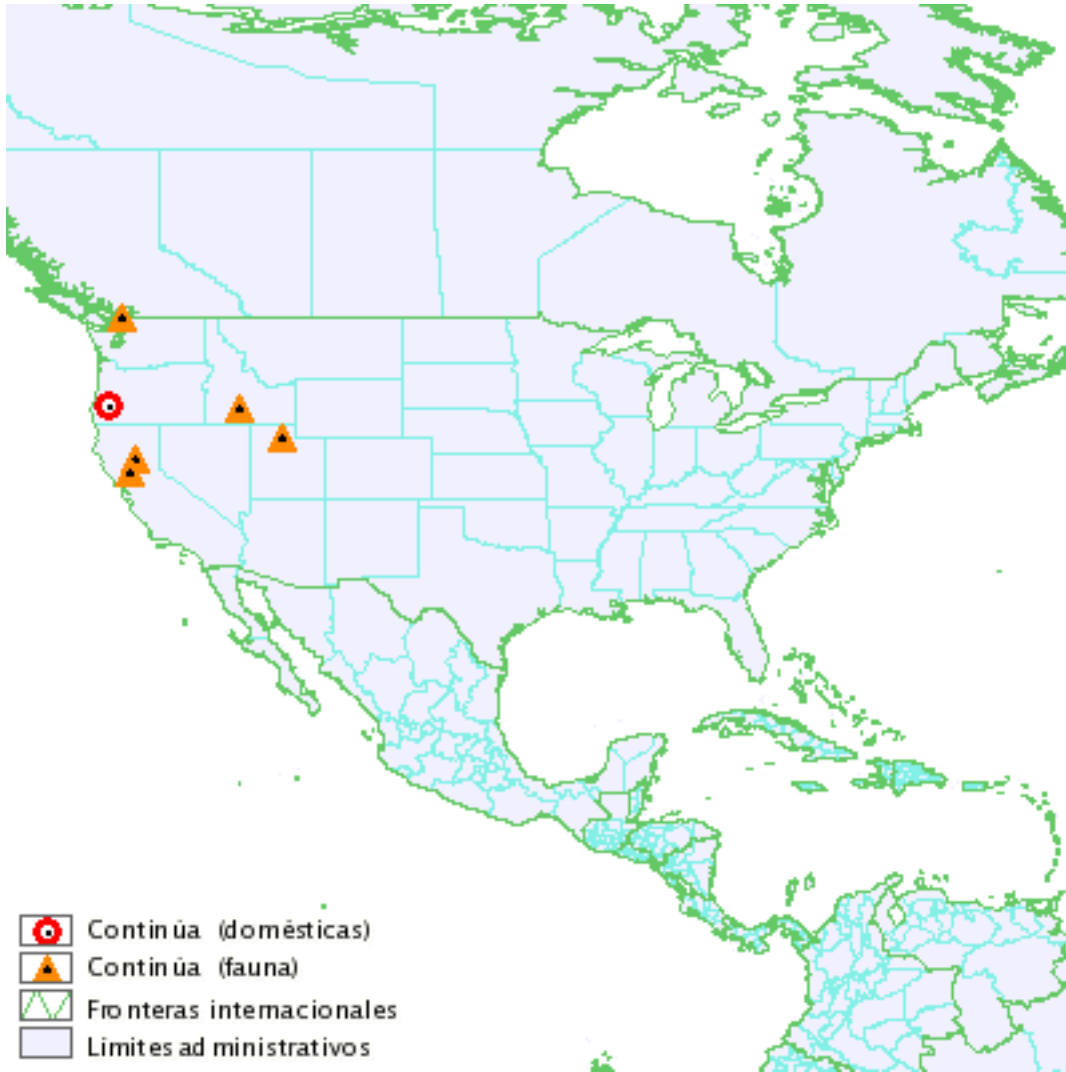 Continúa (domésticas)
Continúa (fauna)
Fronteras internacionales
Límites administrativos